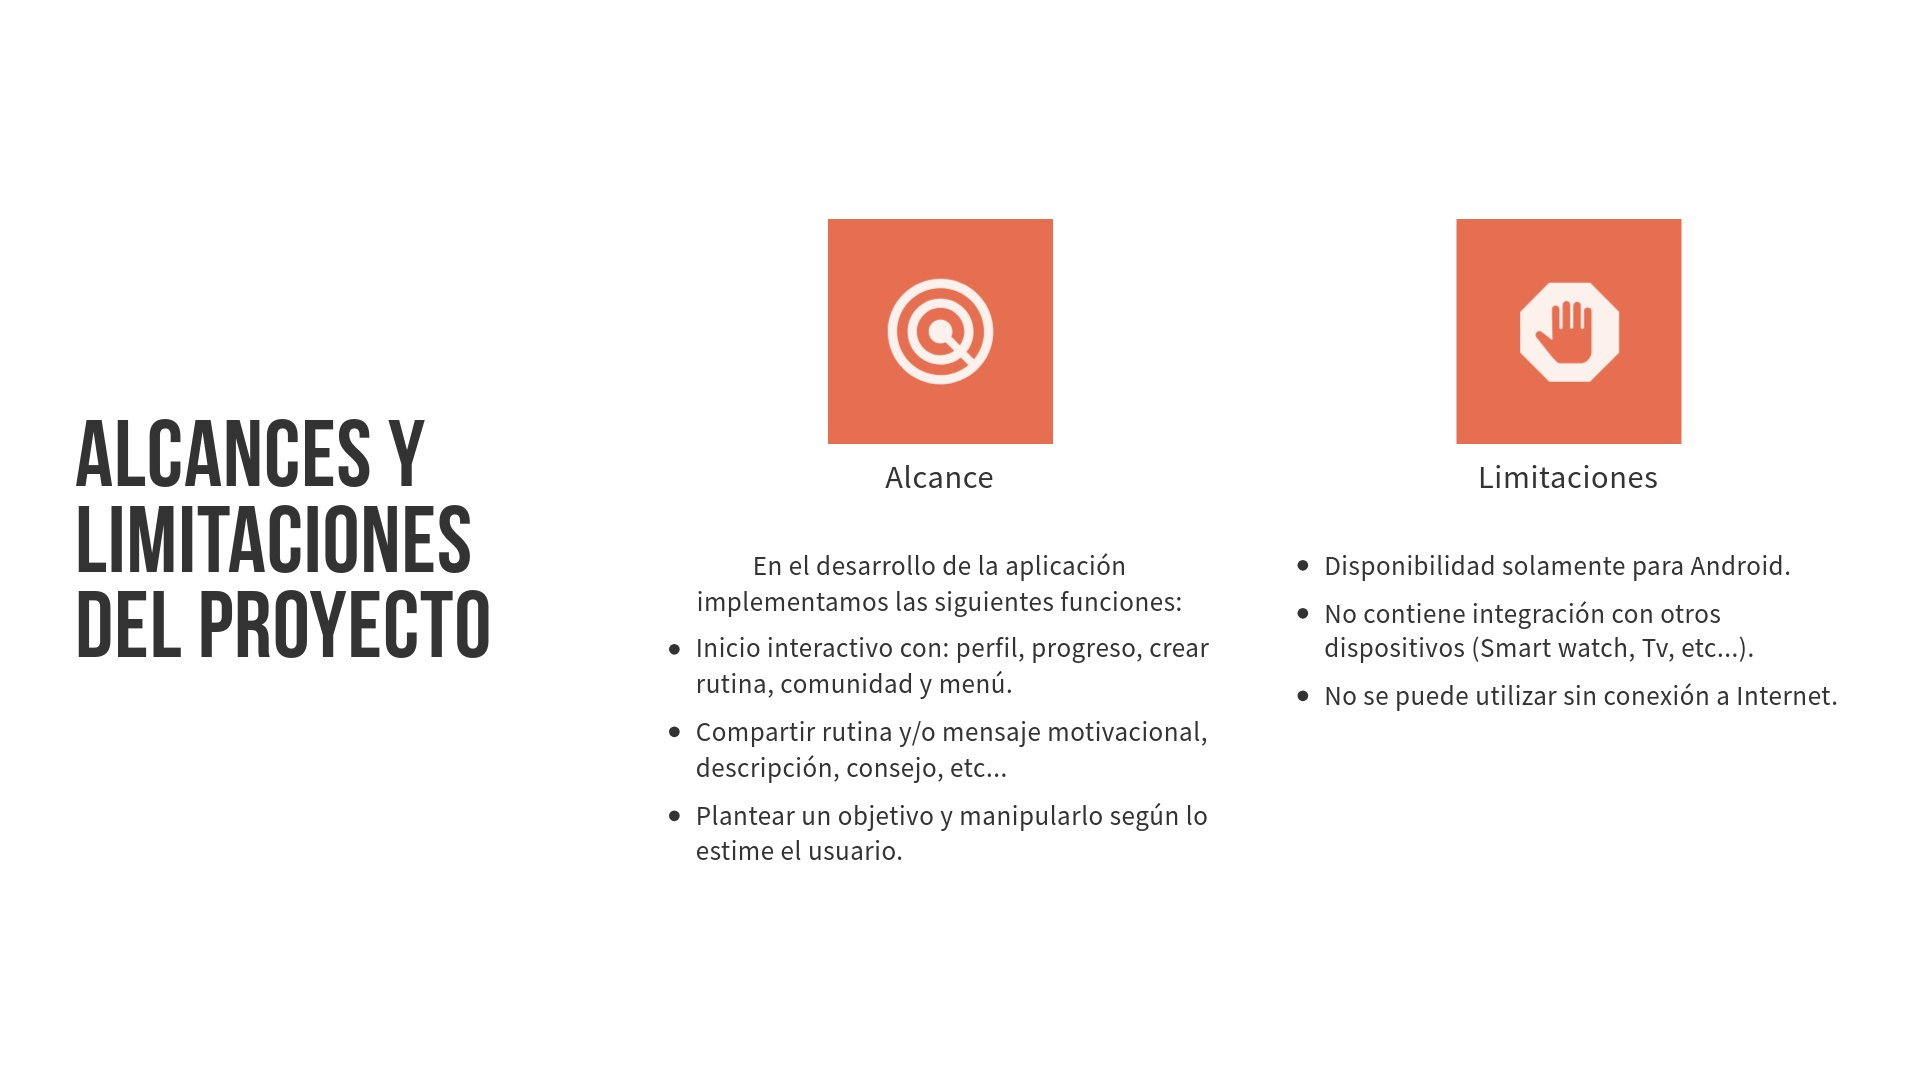 ALCANCES Y
LIMITACIONES
DEL PROYECTO
Alcance
En el desarrollo de la aplicación
implementamos las siguientes funciones:
• Inicio interactivo con: perfil, progreso, crear
rutina, comunidad y menú.
• Compartir rutina y/o mensaje motivacional,
descripción, consejo, etc...
• Plantear un objetivo y manipularlo según lo
estime el usuario.
Limitaciones
• Disponibilidad solamente para Android.
• No contiene integración con otros
dispositivos (Smart watch, Tv, etc...).
• No se puede utilizar sin conexión a Internet.